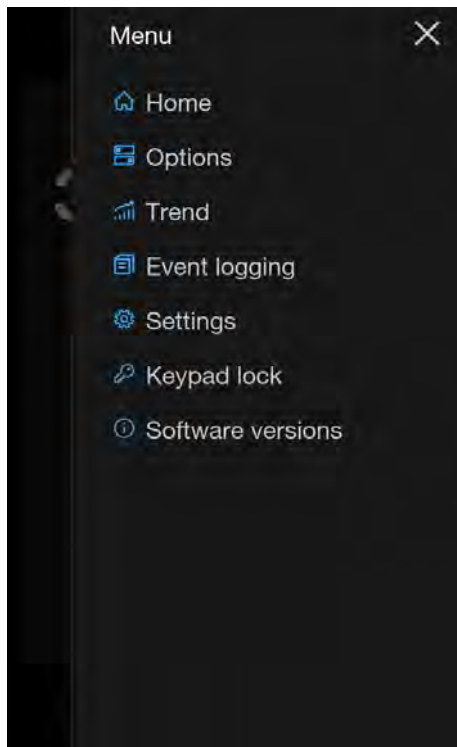 Menu
Home
Options
Trend
Event logging
Settings
Keypad lock
Software versions